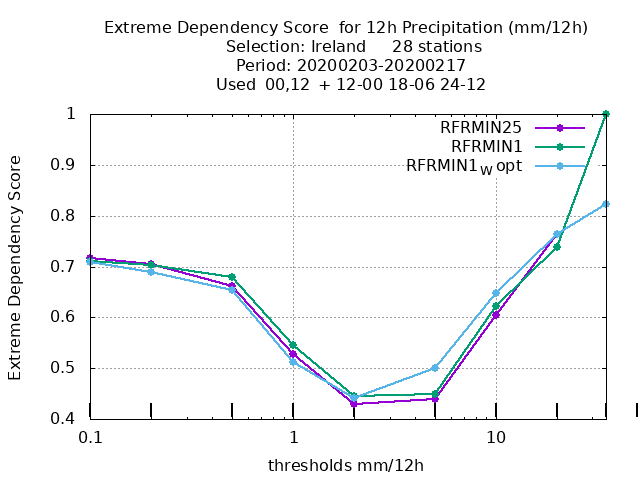 Extreme Dependency Score  for 12h Precipitation (mm/12h)
Selection: Ireland     28 stations
Period: 20200203-20200217
Used  00,12  + 12-00 18-06 24-12
RFRMIN25
RFRMIN1
RFRMIN1W opt
Extreme Dependency Score
1
0.9
0.8
0.7
0.6
0.5
0.4
0.1
1
10
thresholds mm/12h